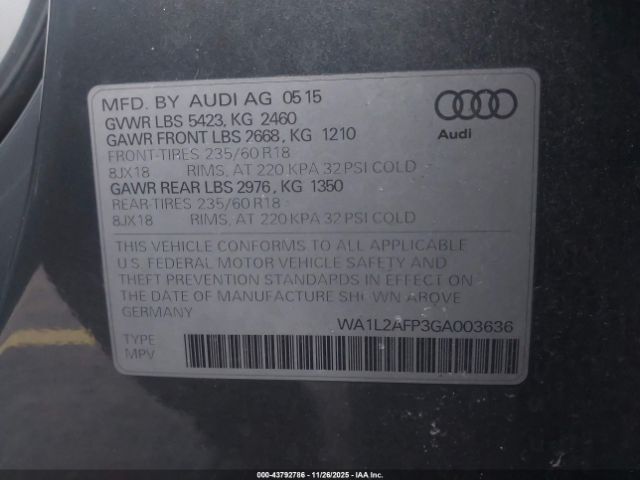 MFD. BY AUDI AG 05 15
GVWR LBS 5423, KG 2460
GAWR FRONT LBS 2668, KG 1210
FRONT-TIRES 235/60 R18
8JX18 RIMS, AT 220 KPA 32 PSI COLD
GAWR REAR LBS 2976, KG 1350
REAR-TIRES 235/60 R18
8JX18 RIMS, AT 220 KPA 32 PSI COLD
Audi
THIS VEHICLE CONFORMS TO ALL APPLICABLE
U.S. FEDERAL MOTOR VEHICLE SAFETY AND
THEFT PREVENTION STANDARDS IN EFFECT ON
THE DATE OF MANUFACTURE SHOWN ABOVE
GERMANY
WA1L2AFP3GA003636
TYPE
MPV
000-43792786 - 11/26/2025 - IAA Inc.